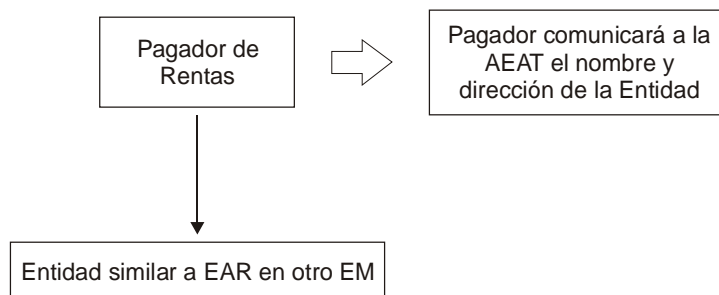 Pagador de
Rentas
Pagador comunicará a la
AEAT el nombre y
dirección de la Entidad
Entidad similar a EAR en otro EM